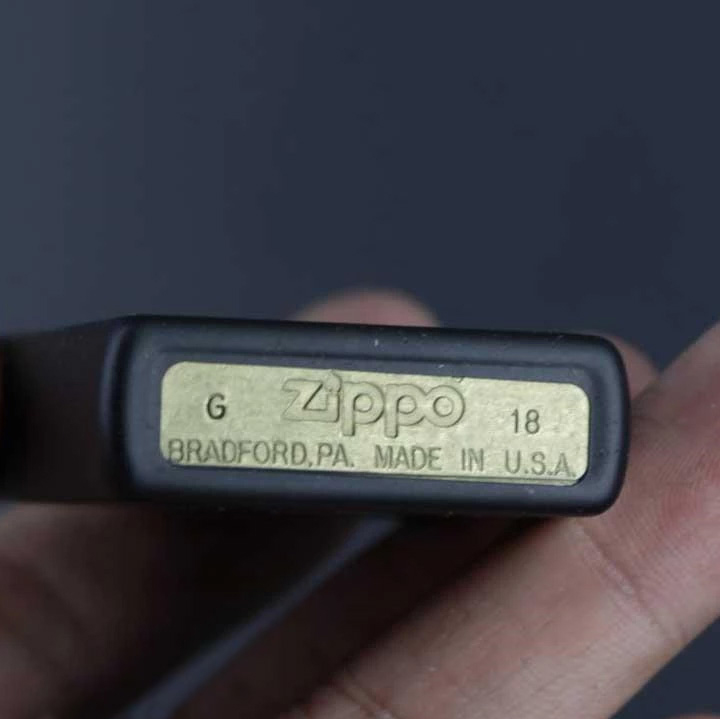 G Zippo 18
BRADFORD, PA. MADE IN U.S.A.